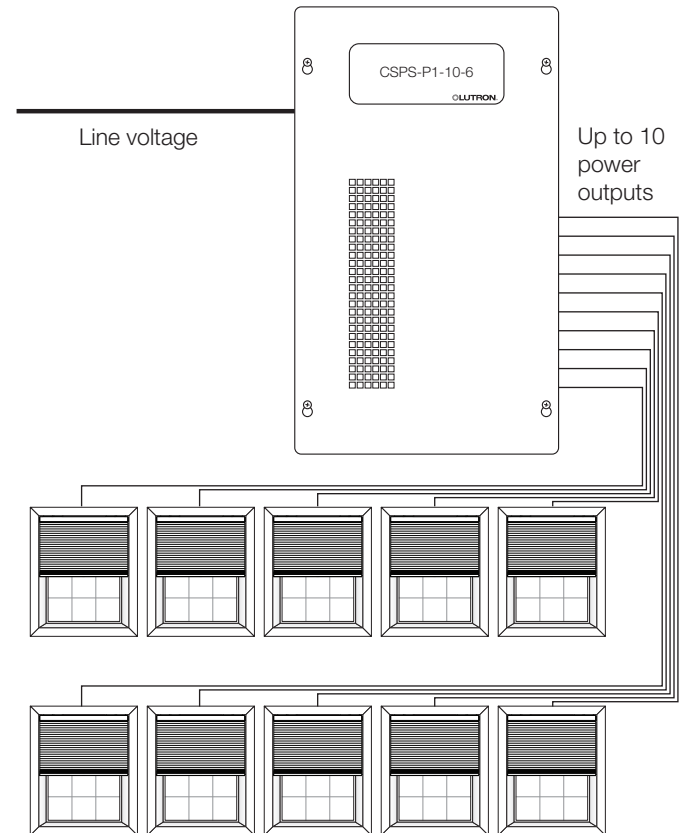 CSPS-P1-10-6
LUTRON
Line voltage
Up to 10
power
outputs